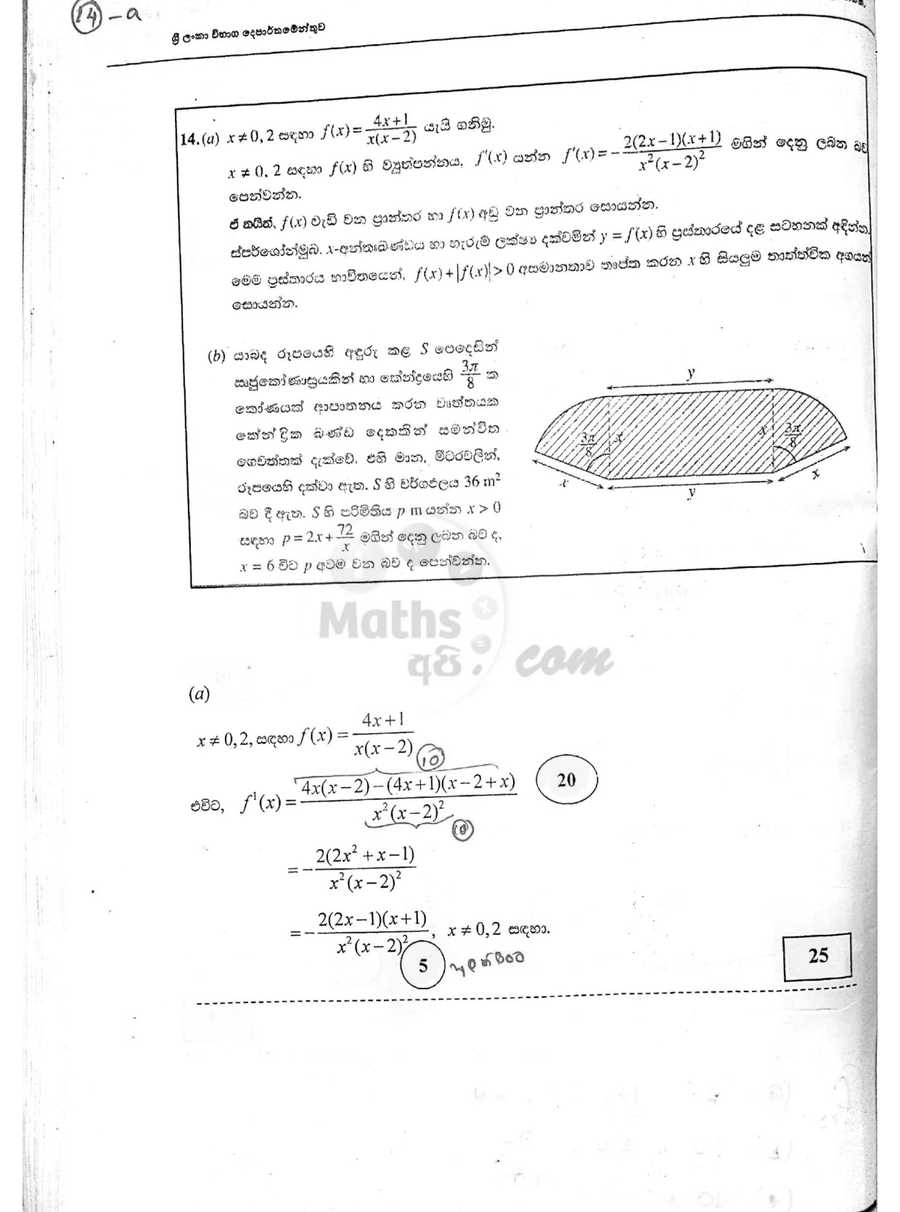 14 - a
ශ්‍රී ලංකා විභාග දෙපාර්තමේන්තුව
14.(a) x ≠ 0, 2 සඳහා f(x) = (4x+1)/(x(x−2)) යැයි ගනිමු.
x ≠ 0, 2 සඳහා f(x) හි ව්‍යුත්පන්නය, f′(x) යන්න f′(x) = −2(2x−1)(x+1)/(x²(x−2)²) මගින් දෙනු ලබන බව
පෙන්වන්න.
ඒ නයින්, f(x) වැඩි වන ප්‍රාන්තර හා f(x) අඩු වන ප්‍රාන්තර සොයන්න.
ස්පර්ශෝන්මුඛ, x-අන්තඃඛණ්ඩය හා හැරුම් ලක්ෂ්‍ය දක්වමින් y = f(x) හි ප්‍රස්තාරයේ දළ සටහනක් අඳින්න.
මෙම ප්‍රස්තාරය භාවිතයෙන්, f(x)+|f(x)| > 0 අසමානතාව තෘප්ත කරන x හි සියලුම තාත්ත්වික අගයන්
සොයන්න.
(b) යාබද රූපයෙහි අඳුරු කළ S පෙදෙසින්
ඍජුකෝණාස්‍රයකින් හා කේන්ද්‍රයෙහි 3π/8 ක
කෝණයක් ආපාතනය කරන වෘත්තයක
කේන්ද්‍රික ඛණ්ඩ දෙකකින් සමන්විත
ගෙවත්තක් දැක්වේ. එහි මාන, මීටරවලින්,
රූපයෙහි දක්වා ඇත. S හි වර්ගඵලය 36 m²
බව දී ඇත. S හි පරිමිතිය p m යන්න x > 0
සඳහා p = 2x + 72/x මගින් දෙනු ලබන බව ද,
x = 6 විට p අවම වන බව ද පෙන්වන්න.
y
3π/8 x x 3π/8
x y x
Maths
අපි. com
(a)
x ≠ 0, 2, සඳහා f(x) = (4x+1)/(x(x−2))
10
එවිට, f¹(x) = (4x(x−2)−(4x+1)(x−2+x))/(x²(x−2)²) 20
10
= −2(2x²+x−1)/(x²(x−2)²)
= −2(2x−1)(x+1)/(x²(x−2)²), x ≠ 0, 2 සඳහා.
5
25